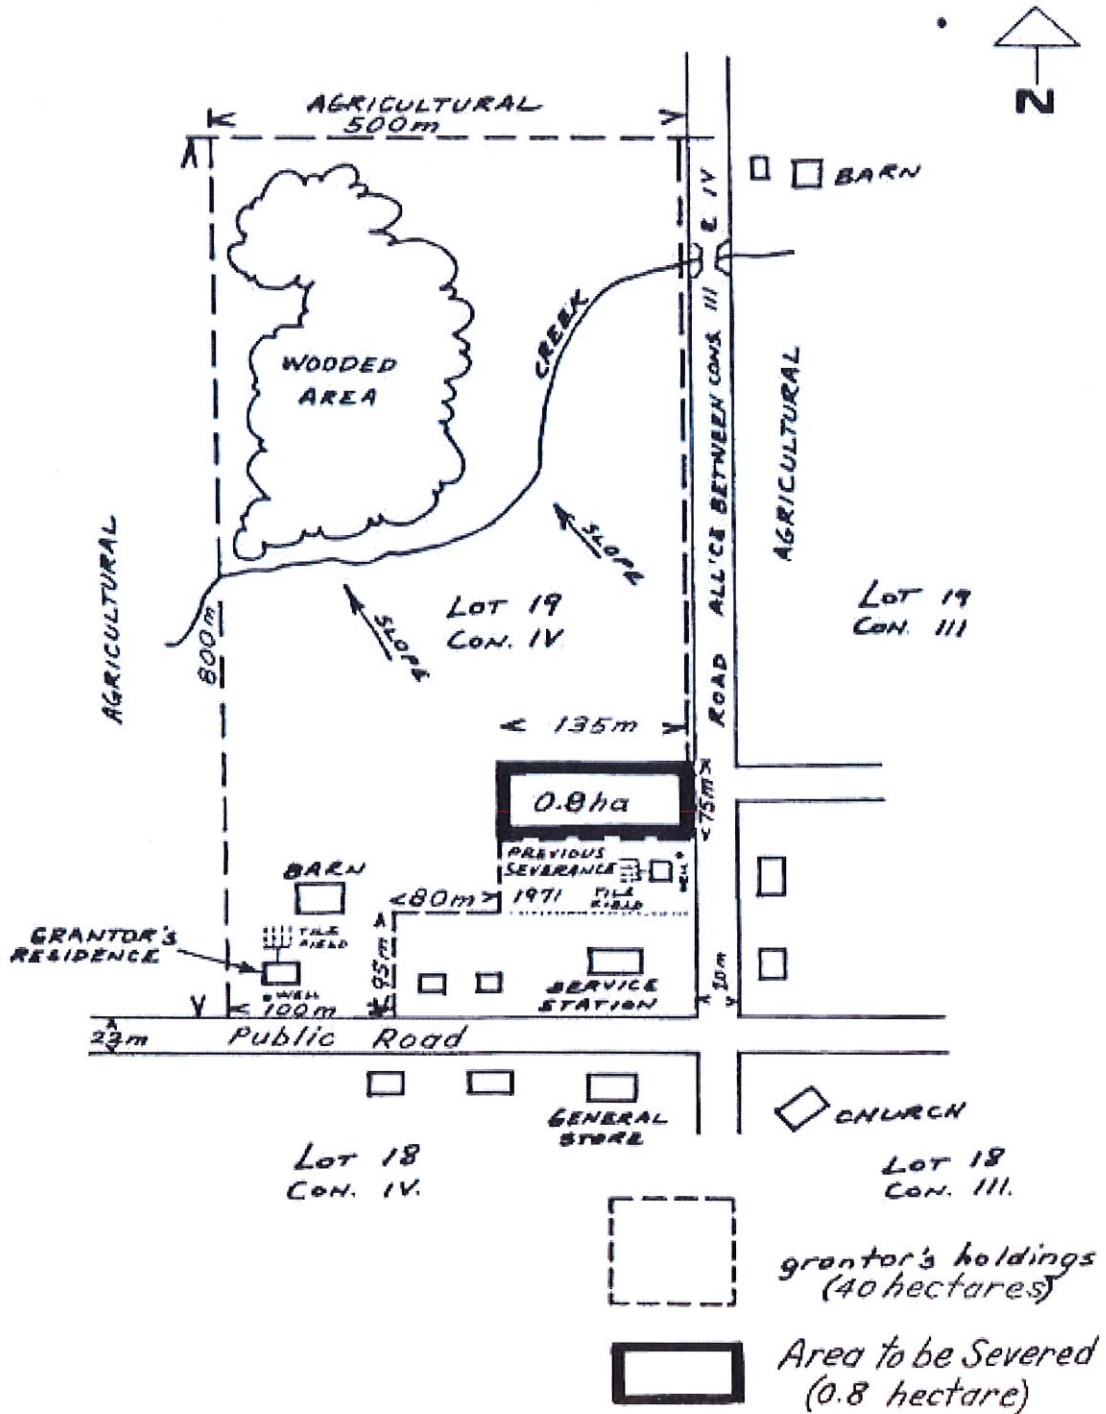 N
AGRICULTURAL
500m
BARN
ROAD ALL'CE BETWEEN CONS III & IV
CREEK
WOODED
AREA
AGRICULTURAL
AGRICULTURAL
SLOPE
SLOPE
800m
LOT 19
CON. IV
LOT 19
CON. III
135m
0.8ha
75m
PREVIOUS
SEVERANCE
1971
TILE
FIELD
WELL
BARN
80m
GRANTOR'S
RESIDENCE
TILE
FIELD
WELL
100m
95m
SERVICE
STATION
20m
Public Road
GENERAL
STORE
CHURCH
LOT 18
CON. IV.
LOT 18
CON. III.
grantor's holdings
(40 hectares)
Area to be Severed
(0.8 hectare)